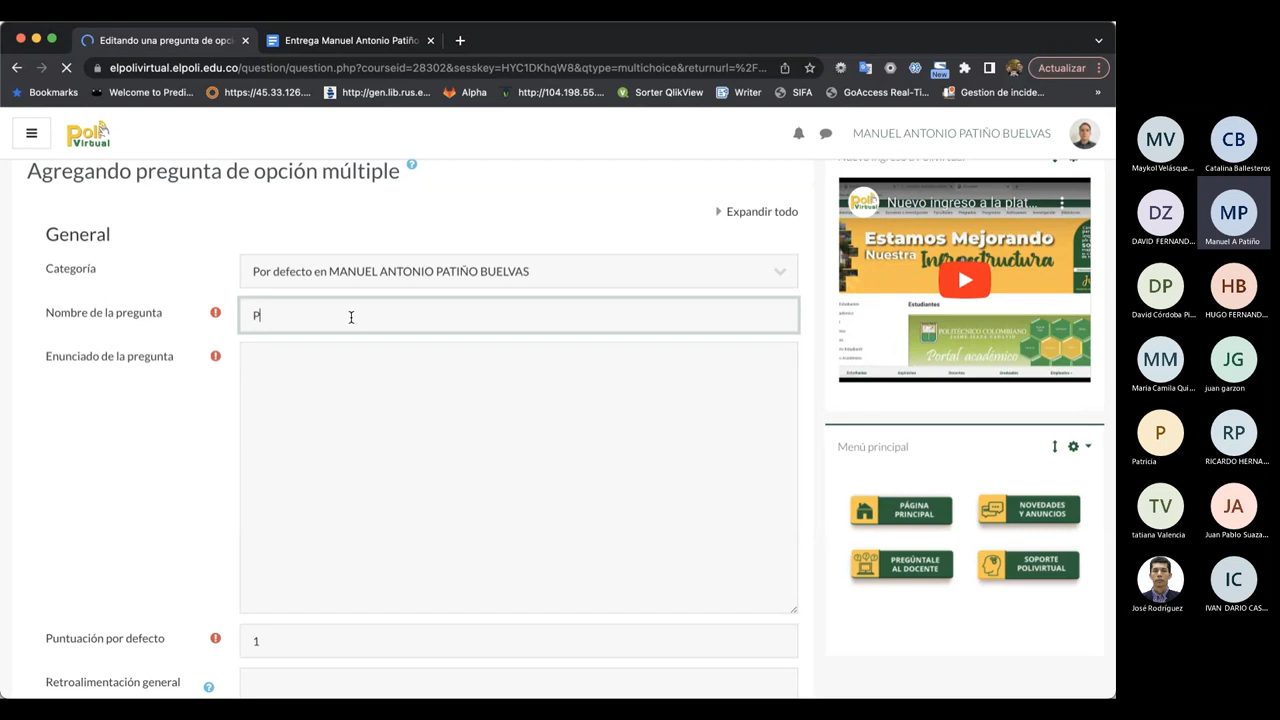 Editando una pregunta de opci
Entrega Manuel Antonio Patiño
elpolivirtual.elpoli.edu.co/question/question.php?courseid=28302&sesskey=HYC1DKhqW8&qtype=multichoice&returnurl=%2F...
New
Actualizar
Bookmarks
Welcome to Predi...
https://45.33.126....
http://gen.lib.rus.e...
Alpha
http://104.198.55....
Sorter QlikView
Writer
SIFA
GoAccess Real-Ti...
Gestion de incide...
»
Poli
Virtual
MANUEL ANTONIO PATIÑO BUELVAS
Agregando pregunta de opción múltiple
Expandir todo
General
Categoría
Por defecto en MANUEL ANTONIO PATIÑO BUELVAS
Nombre de la pregunta
P
Enunciado de la pregunta
Puntuación por defecto
1
Retroalimentación general
Nuevo ingreso a la plat...
Estamos Mejorando
Nuestra Infraestructura
Estudiantes
POLITÉCNICO COLOMBIANO
JAIME ISAZA CADAVID
Portal académico
Menú principal
PÁGINA
PRINCIPAL
NOVEDADES
Y ANUNCIOS
PREGÚNTALE
AL DOCENTE
SOPORTE
POLIVIRTUAL
MV
Maykol Velásque...
CB
Catalina Ballesteros
DZ
DAVID FERNAND...
MP
Manuel A Patiño
DP
David Córdoba Pi...
HB
HUGO FERNAND...
MM
Maria Camila Qui...
JG
juan garzon
P
Patricia
RP
RICARDO HERNA...
TV
tatiana Valencia
JA
Juan Pablo Suaza...
José Rodríguez
IC
IVAN DARIO CAS...